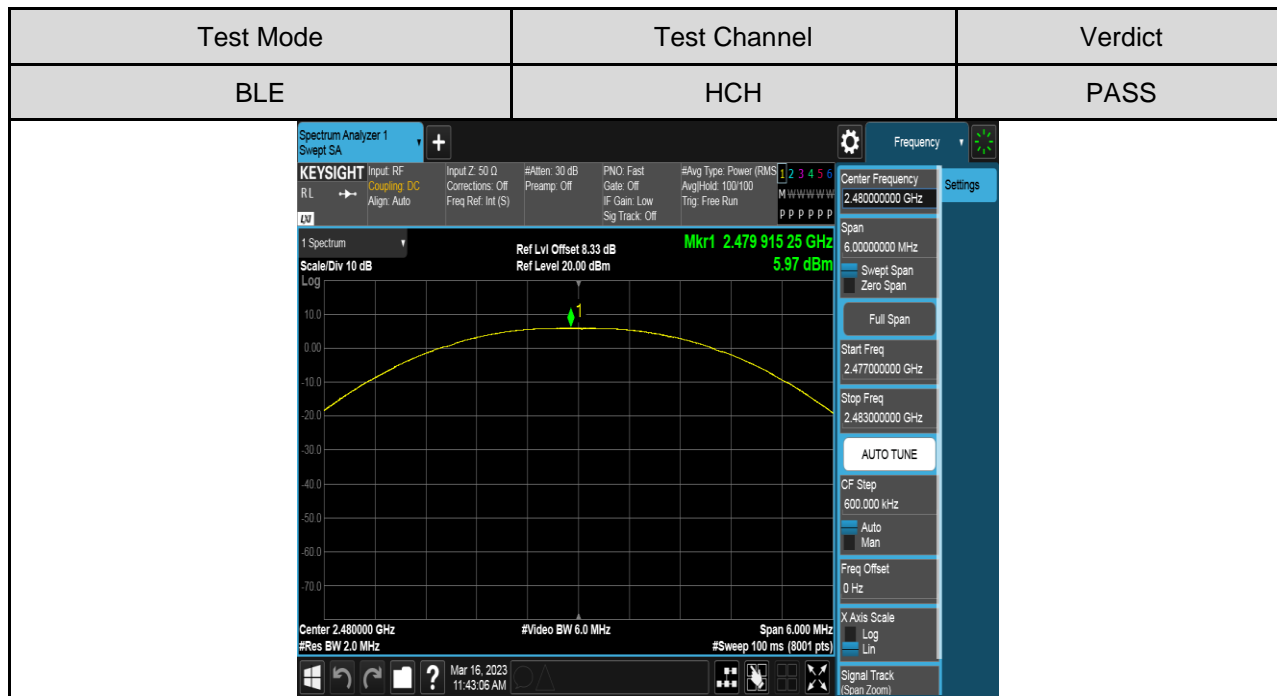 Test Mode Test Channel Verdict
BLE HCH PASS
Spectrum Analyzer 1
Swept SA
+
Frequency
KEYSIGHT
RL
LXI
Input: RF
Coupling: DC
Align: Auto
Input Z: 50 Ω
Corrections: Off
Freq Ref: Int (S)
#Atten: 30 dB
Preamp: Off
PNO: Fast
Gate: Off
IF Gain: Low
Sig Track: Off
#Avg Type: Power (RMS
Avg|Hold: 100/100
Trig: Free Run
1 2 3 4 5 6
M W W W W W
P P P P P P
1 Spectrum
Scale/Div 10 dB
Log
Ref Lvl Offset 8.33 dB
Ref Level 20.00 dBm
Mkr1 2.479 915 25 GHz
5.97 dBm
1
10.0
0.00
-10.0
-20.0
-30.0
-40.0
-50.0
-60.0
-70.0
Center 2.480000 GHz
#Res BW 2.0 MHz
#Video BW 6.0 MHz
Span 6.000 MHz
#Sweep 100 ms (8001 pts)
?
Mar 16, 2023
11:43:06 AM
Center Frequency
2.480000000 GHz
Settings
Span
6.00000000 MHz
Swept Span
Zero Span
Full Span
Start Freq
2.477000000 GHz
Stop Freq
2.483000000 GHz
AUTO TUNE
CF Step
600.000 kHz
Auto
Man
Freq Offset
0 Hz
X Axis Scale
Log
Lin
Signal Track
(Span Zoom)